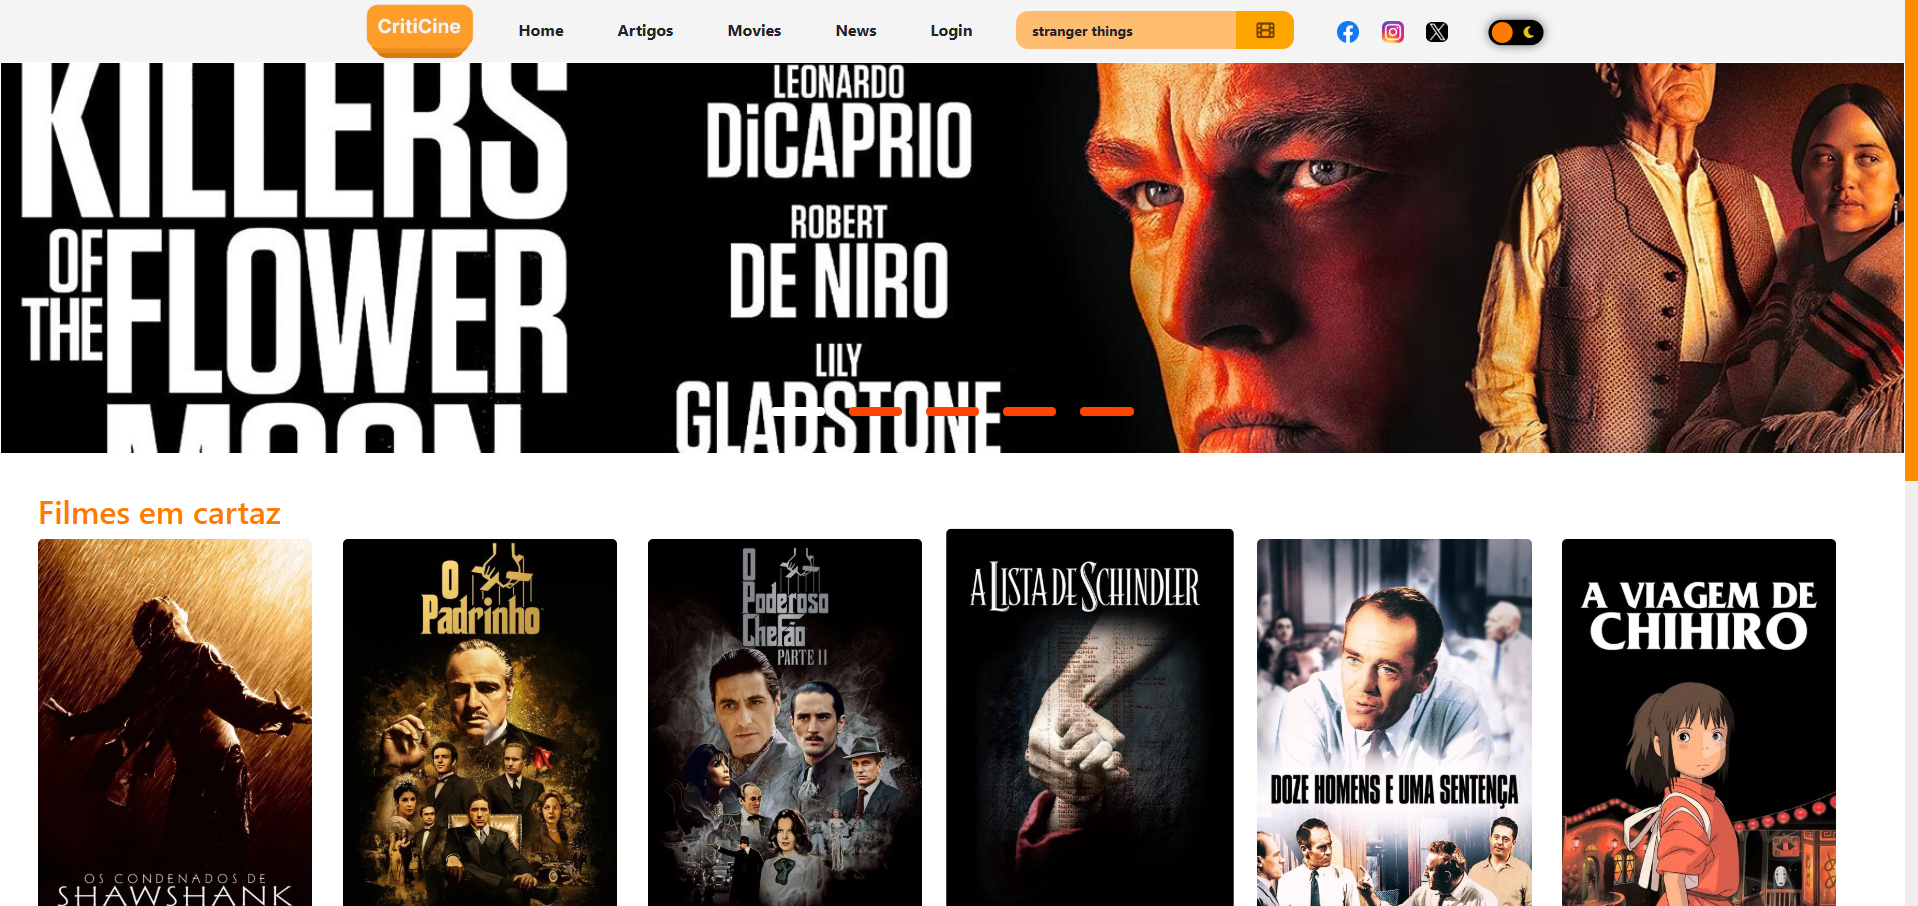 CritiCine
Home
Artigos
Movies
News
Login
stranger things
KILLERS
OF
THE
FLOWER
MOON
LEONARDO
DiCAPRIO
ROBERT
DE NIRO
LILY
GLADSTONE
Filmes em cartaz
OS CONDENADOS DE
SHAWSHANK
O
Padrinho
O
Poderoso
Chefão
PARTE II
A LISTA DE SCHINDLER
DOZE HOMENS E UMA SENTENÇA
A VIAGEM DE
CHIHIRO